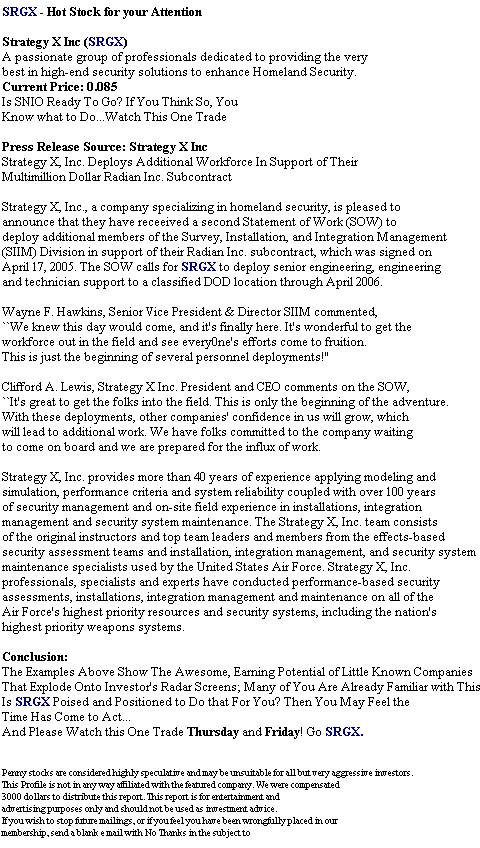 SRGX - Hot Stock for your Attention
Strategy X Inc (SRGX)
A passionate group of professionals dedicated to providing the very
best in high-end security solutions to enhance Homeland Security.
Current Price: 0.085
Is SNIO Ready To Go? If You Think So, You
Know what to Do...Watch This One Trade
Press Release Source: Strategy X Inc
Strategy X, Inc. Deploys Additional Workforce In Support of Their
Multimillion Dollar Radian Inc. Subcontract
Strategy X, Inc., a company specializing in homeland security, is pleased to
announce that they have receeived a second Statement of Work (SOW) to
deploy additional members of the Survey, Installation, and Integration Management
(SIIM) Division in support of their Radian Inc. subcontract, which was signed on
April 17, 2005. The SOW calls for SRGX to deploy senior engineering, engineering
and technician support to a classified DOD location through April 2006.
Wayne F. Hawkins, Senior Vice President & Director SIIM commented,
``We knew this day would come, and it's finally here. It's wonderful to get the
workforce out in the field and see every0ne's efforts come to fruition.
This is just the beginning of several personnel deployments!"
Clifford A. Lewis, Strategy X Inc. President and CEO comments on the SOW,
``It's great to get the folks into the field. This is only the beginning of the adventure.
With these deployments, other companies' confidence in us will grow, which
will lead to additional work. We have folks committed to the company waiting
to come on board and we are prepared for the influx of work.
Strategy X, Inc. provides more than 40 years of experience applying modeling and
simulation, performance criteria and system reliability coupled with over 100 years
of security management and on-site field experience in installations, integration
management and security system maintenance. The Strategy X, Inc. team consists
of the original instructors and top team leaders and members from the effects-based
security assessment teams and installation, integration management, and security system
maintenance specialists used by the United States Air Force. Strategy X, Inc.
professionals, specialists and experts have conducted performance-based security
assessments, installations, integration management and maintenance on all of the
Air Force's highest priority resources and security systems, including the nation's
highest priority weapons systems.
Conclusion:
The Examples Above Show The Awesome, Earning Potential of Little Known Companies
That Explode Onto Investor's Radar Screens; Many of You Are Already Familiar with This
Is SRGX Poised and Positioned to Do that For You? Then You May Feel the
Time Has Come to Act...
And Please Watch this One Trade Thursday and Friday! Go SRGX.
Penny stocks are considered highly speculative and may be unsuitable for all but very aggressive investors.
This Profile is not in any way affiliated with the featured company. We were compensated
3000 dollars to distribute this report. This report is for entertainment and
advertising purposes only and should not be used as investment advice.
If you wish to stop future mailings, or if you feel you have been wrongfully placed in our
membership, send a blank e mail with No Thanks in the subject to